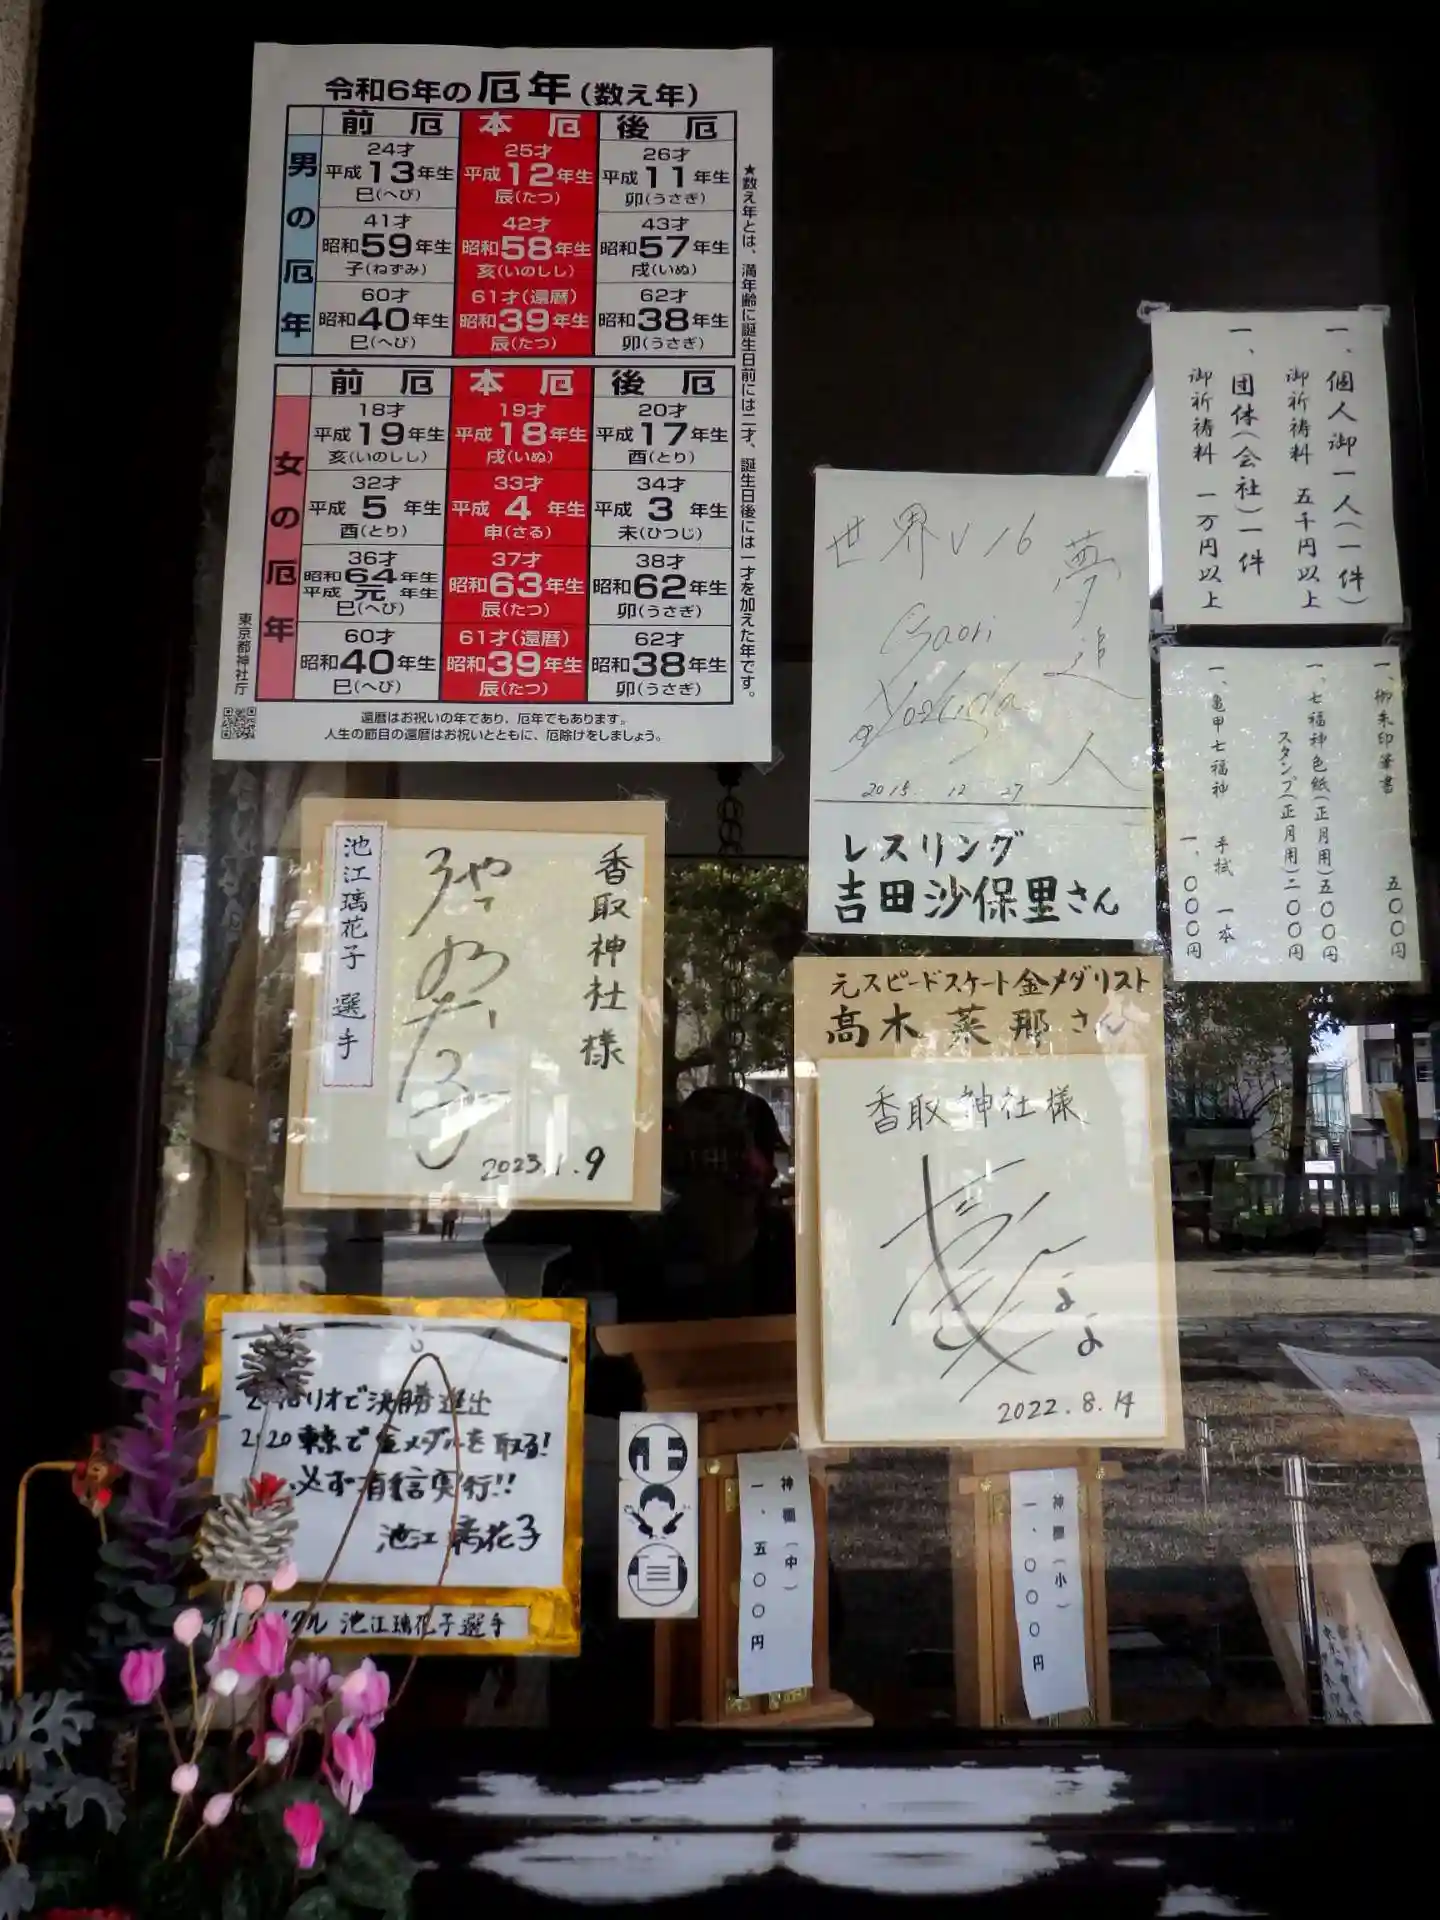 令和6年の厄年(数え年)
前厄 本厄 後厄
男の厄年
24才 25才 26才
平成13年生 平成12年生 平成11年生
巳(へび) 辰(たつ) 卯(うさぎ)
41才 42才 43才
昭和59年生 昭和58年生 昭和57年生
子(ねずみ) 亥(いのしし) 戌(いぬ)
60才 61才(還暦) 62才
昭和40年生 昭和39年生 昭和38年生
巳(へび) 辰(たつ) 卯(うさぎ)
前厄 本厄 後厄
女の厄年
18才 19才 20才
平成19年生 平成18年生 平成17年生
亥(いのしし) 戌(いぬ) 酉(とり)
32才 33才 34才
平成5年生 平成4年生 平成3年生
酉(とり) 申(さる) 未(ひつじ)
36才 37才 38才
昭和64年生 昭和63年生 昭和62年生
平成元年生
巳(へび) 辰(たつ) 卯(うさぎ)
60才 61才(還暦) 62才
昭和40年生 昭和39年生 昭和38年生
巳(へび) 辰(たつ) 卯(うさぎ)
★数え年とは、満年齢に誕生日前には二才、誕生日後には一才を加えた年です。
東京都神社庁
還暦はお祝いの年であり、厄年でもあります。
人生の節目の還暦はお祝いとともに、厄除けをしましょう。
一、個人御一人(一件)
御祈祷料 五千円以上
一、団体(会社)一件
御祈祷料 一万円以上
一、御朱印筆書 五〇〇円
一、七福神色紙(正月用)五〇〇円
スタンプ(正月用)二〇〇円
一、亀甲七福神 手拭 一本
一、〇〇〇円
世界V16
夢追人
Saori
Yoshida
2015. 12 27
レスリング
吉田沙保里さん
香取神社様
池江璃花子 選手
2023.1.9
元スピードスケート金メダリスト
髙木菜那さん
香取神社様
2022.8.14
リオで決勝進出
2020東京で金メダルを取る!
必ず有言実行!!
池江璃花子
池江璃花子選手
神棚(中)
一、五〇〇円
神棚(小)
一、〇〇〇円